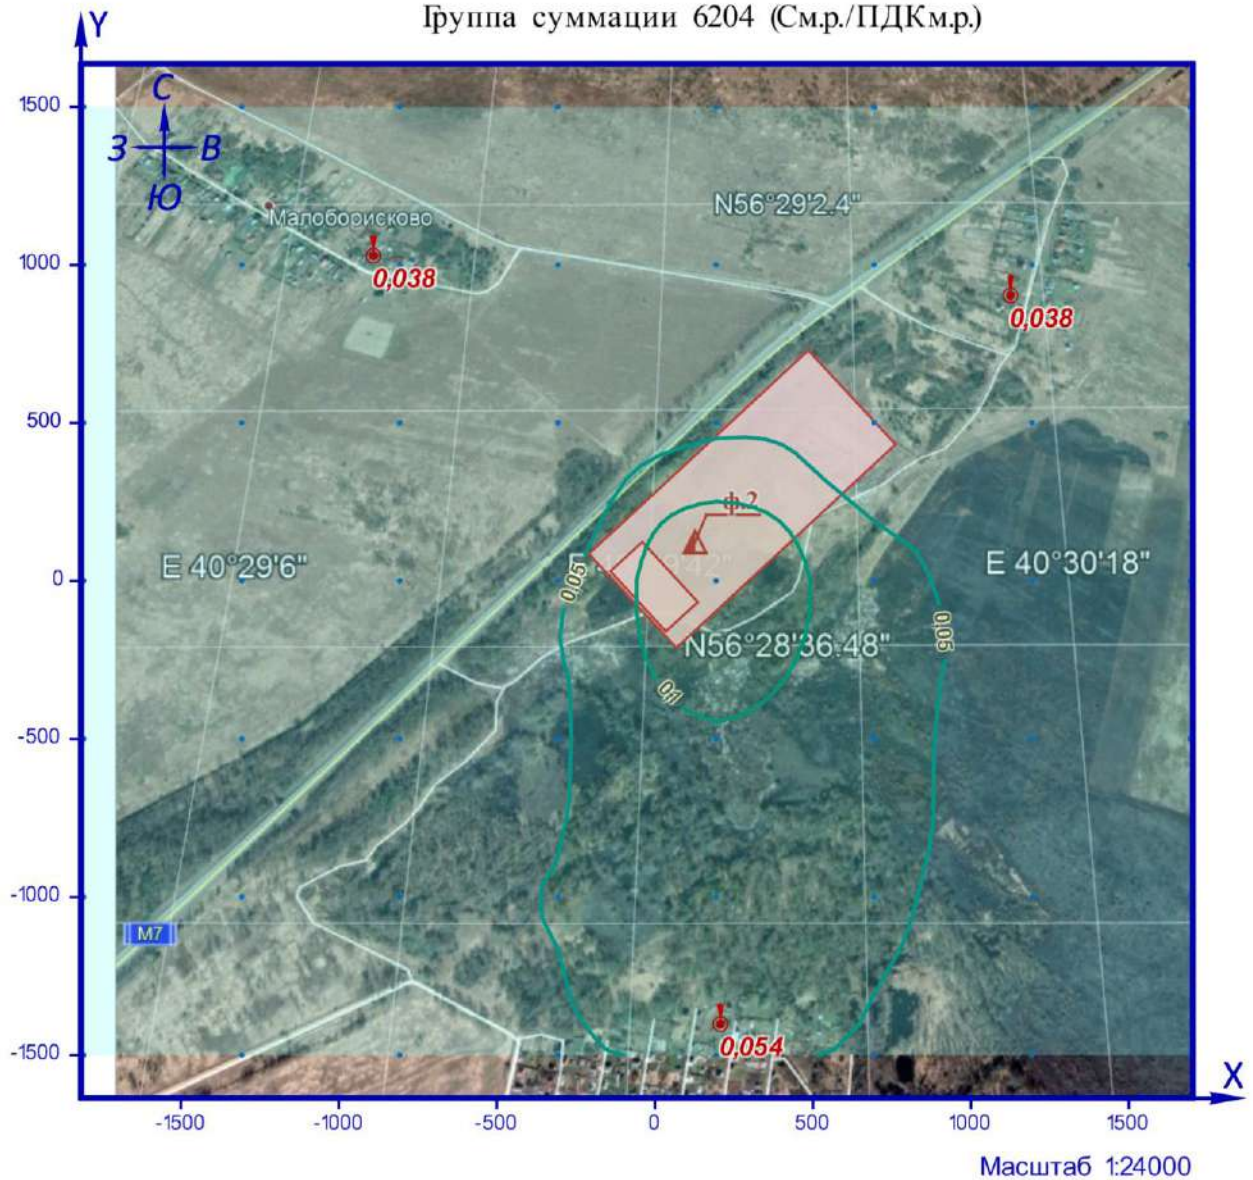 Группа суммации 6204 (См.р./ПДКм.р.)
Y
1500
С
З В
Ю
N56°29'2.4"
Малоборисково
1000
0,038
0,038
500
ф.2
E 40°29'6"
E 40°30'18"
0
0,05
0,05
N56°28'36.48"
0,1
-500
-1000
М7
0,054
-1500
X
-1500 -1000 -500 0 500 1000 1500
Масштаб 1:24000